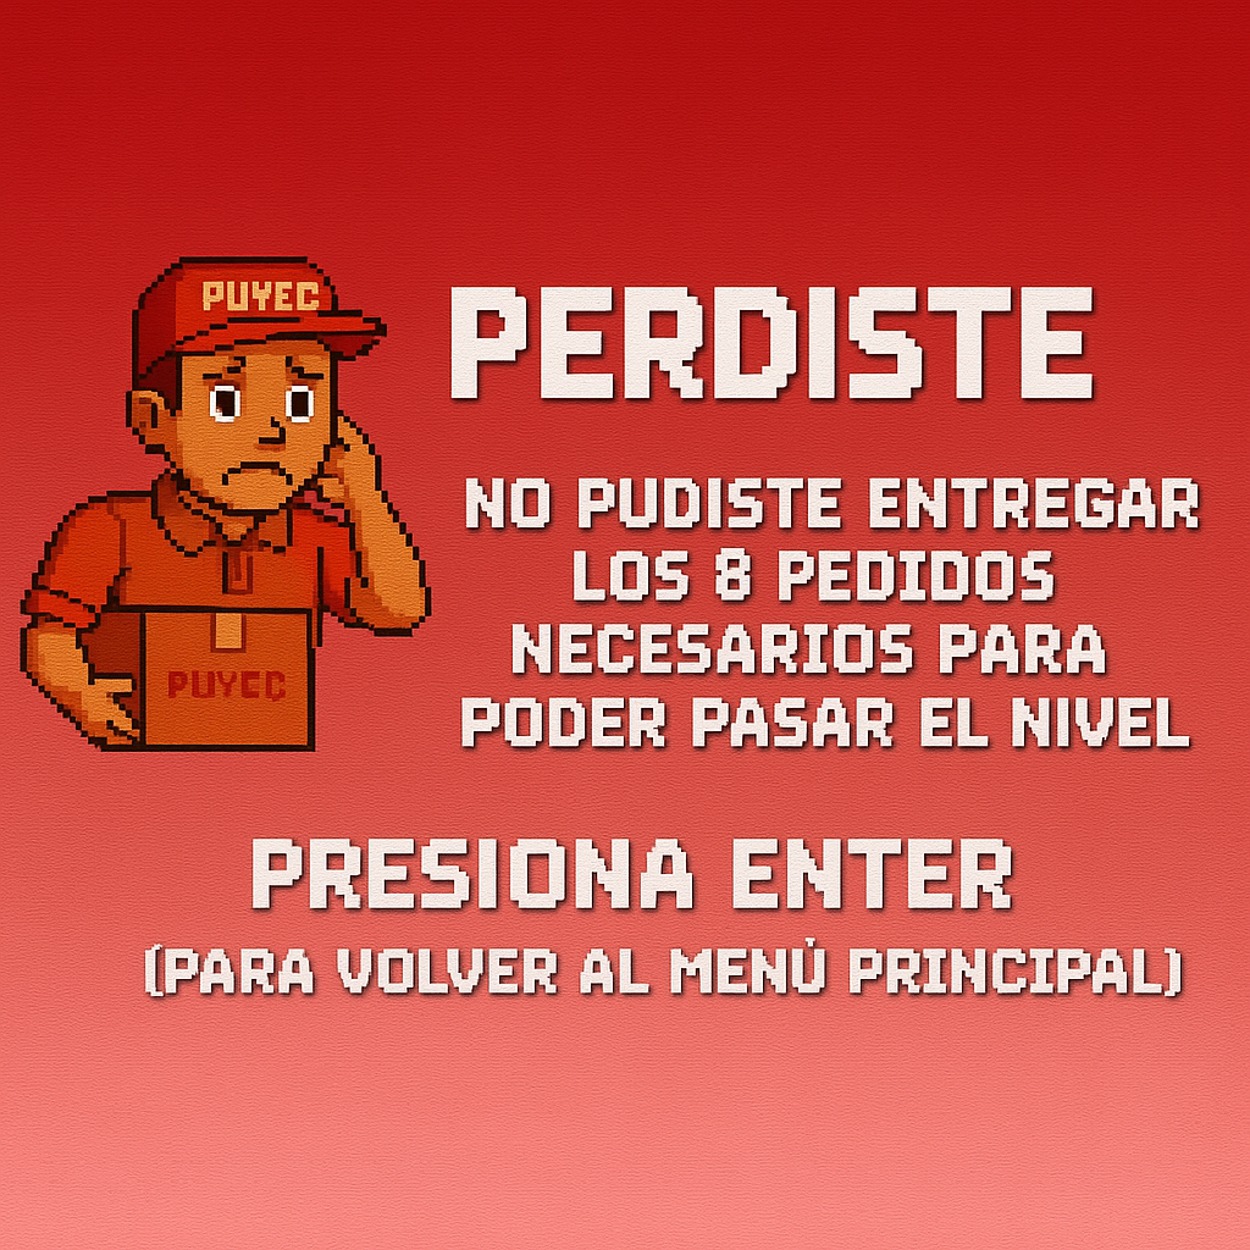 PUYEC
PERDISTE
NO PUDISTE ENTREGAR
LOS 8 PEDIDOS
NECESARIOS PARA
PODER PASAR EL NIVEL
PUYEC
PRESIONA ENTER
(PARA VOLVER AL MENÚ PRINCIPAL)